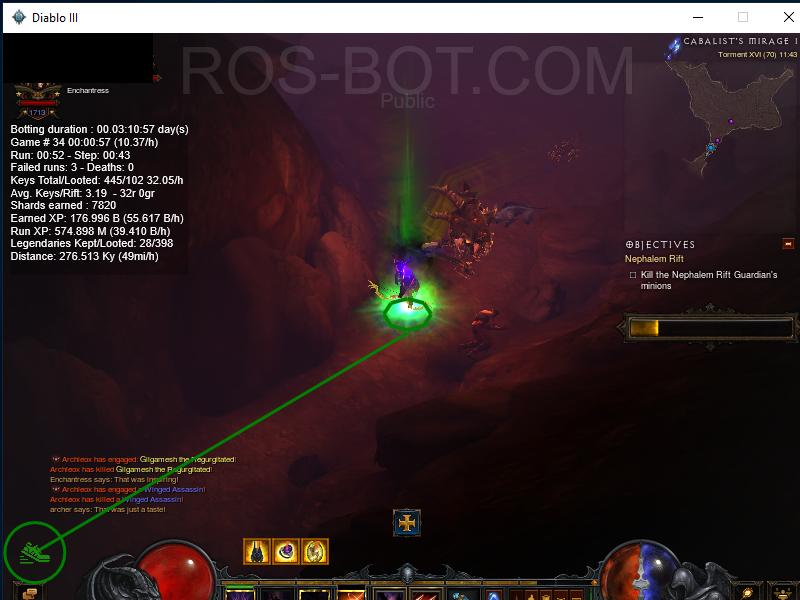 Diablo III
CABALIST'S MIRAGE I
Torment XVI (70) 11:43
ROS-BOT.COM
Public
Enchantress
1713
Botting duration : 00.03:10:57 day(s)
Game # 34 00:00:57 (10.37/h)
Run: 00:52 - Step: 00:43
Failed runs: 3 - Deaths: 0
Keys Total/Looted: 445/102 32.05/h
Avg. Keys/Rift: 3.19 - 32r 0gr
Shards earned : 7820
Earned XP: 176.996 B (55.617 B/h)
Run XP: 574.898 M (39.410 B/h)
Legendaries Kept/Looted: 28/398
Distance: 276.513 Ky (49mi/h)
OBJECTIVES
Nephalem Rift
Kill the Nephalem Rift Guardian's
minions
Archleox has engaged: Gilgamesh the Regurgitated!
Archleox has killed Gilgamesh the Regurgitated!
Enchantress says: That was inspiring!
Archleox has engaged a Winged Assassin!
Archleox has killed a Winged Assassin!
archer says: That was just a taste!